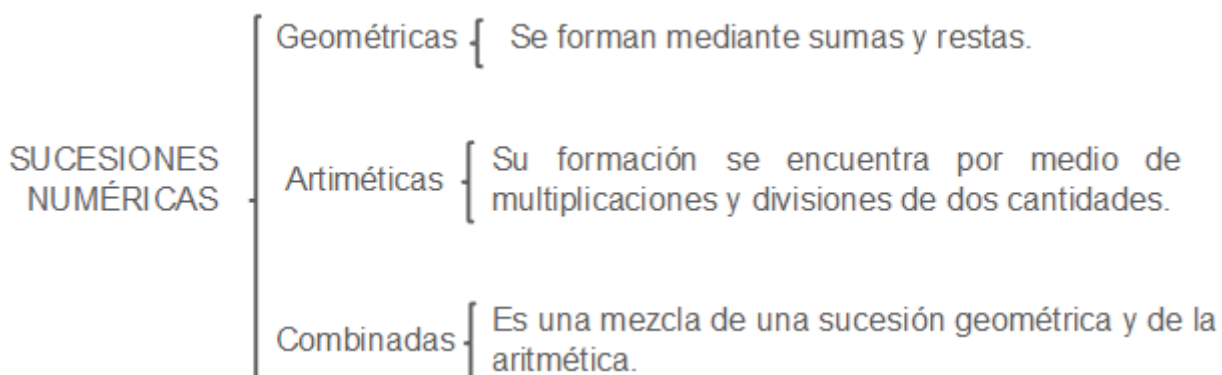 Geométricas Se forman mediante sumas y restas.
SUCESIONES
NUMÉRICAS
Artiméticas
Su formación se encuentra por medio de
multiplicaciones y divisiones de dos cantidades.
Combinadas
Es una mezcla de una sucesión geométrica y de la
aritmética.